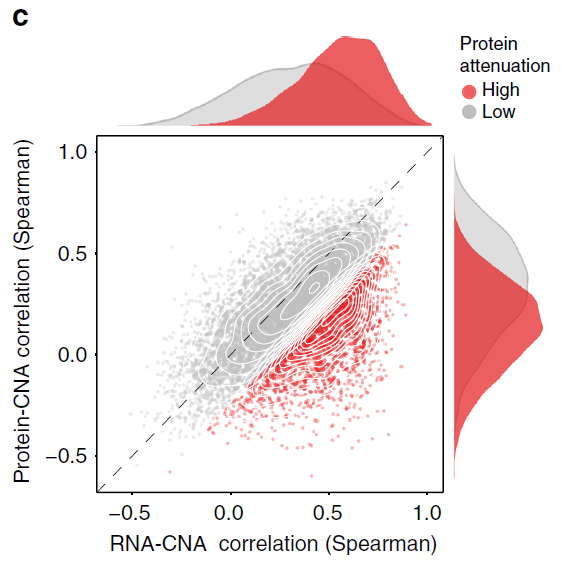 c
Protein
attenuation
High
Low
Protein-CNA correlation (Spearman)
1.0
0.5
0.0
−0.5
−0.5 0.0 0.5 1.0
RNA-CNA correlation (Spearman)